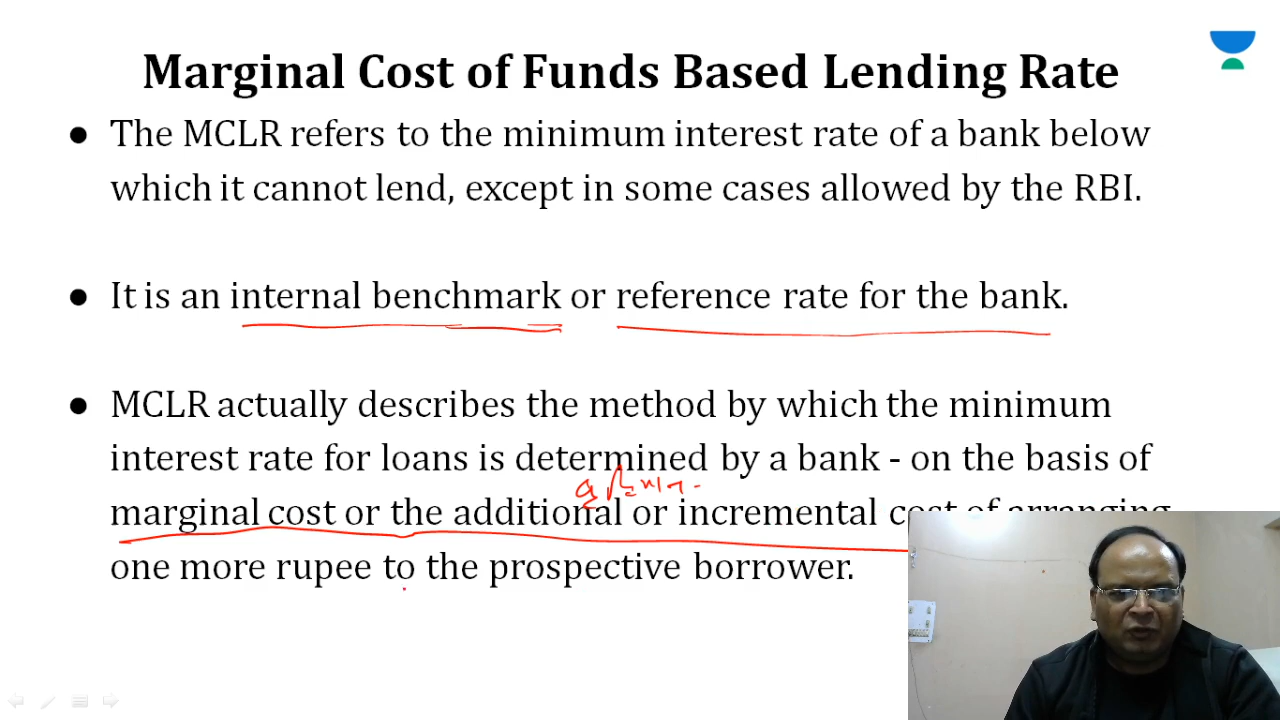 Marginal Cost of Funds Based Lending Rate
● The MCLR refers to the minimum interest rate of a bank below
which it cannot lend, except in some cases allowed by the RBI.
● It is an internal benchmark or reference rate for the bank.
● MCLR actually describes the method by which the minimum
interest rate for loans is determined by a bank - on the basis of
marginal cost or the additional or incremental cost of arranging
one more rupee to the prospective borrower.